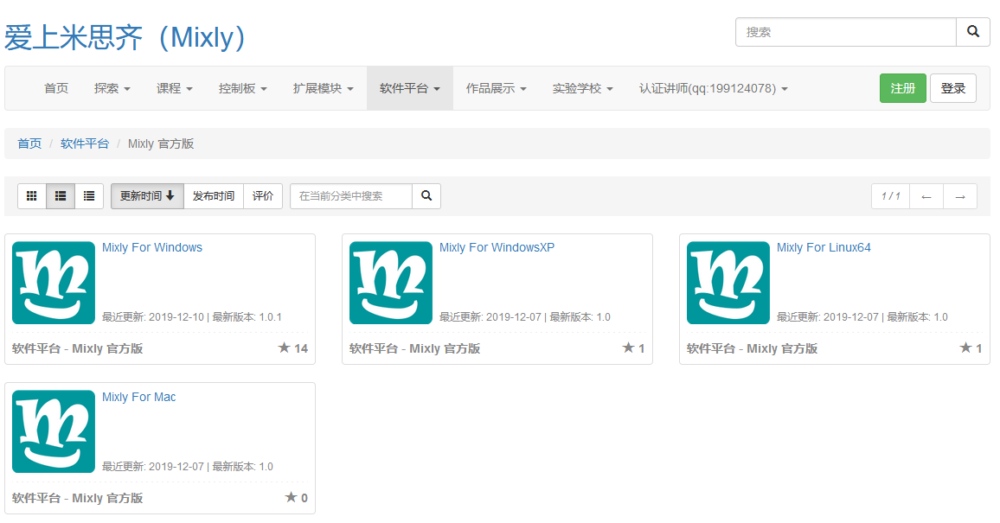 爱上米思齐（Mixly）
搜索
首页 探索 课程 控制板 扩展模块 软件平台 作品展示 实验学校 认证讲师(qq:199124078) 注册 登录
首页 / 软件平台 / Mixly 官方版
更新时间 发布时间 评价 在当前分类中搜索 1 / 1 ← →
Mixly For Windows
最近更新: 2019-12-10 | 最新版本: 1.0.1
软件平台 - Mixly 官方版 ★ 14
Mixly For WindowsXP
最近更新: 2019-12-07 | 最新版本: 1.0
软件平台 - Mixly 官方版 ★ 1
Mixly For Linux64
最近更新: 2019-12-07 | 最新版本: 1.0
软件平台 - Mixly 官方版 ★ 1
Mixly For Mac
最近更新: 2019-12-07 | 最新版本: 1.0
软件平台 - Mixly 官方版 ★ 0